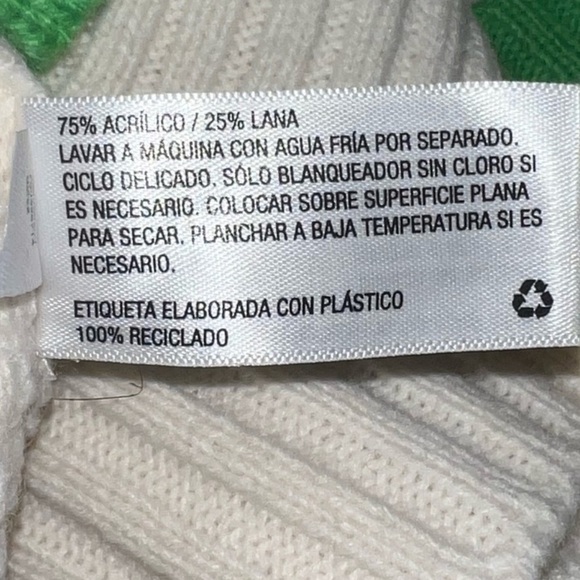 75% ACRÍLICO / 25% LANA
LAVAR A MÁQUINA CON AGUA FRÍA POR SEPARADO.
CICLO DELICADO. SÓLO BLANQUEADOR SIN CLORO SI
ES NECESARIO. COLOCAR SOBRE SUPERFICIE PLANA
PARA SECAR. PLANCHAR A BAJA TEMPERATURA SI ES
NECESARIO.
ETIQUETA ELABORADA CON PLÁSTICO
100% RECICLADO